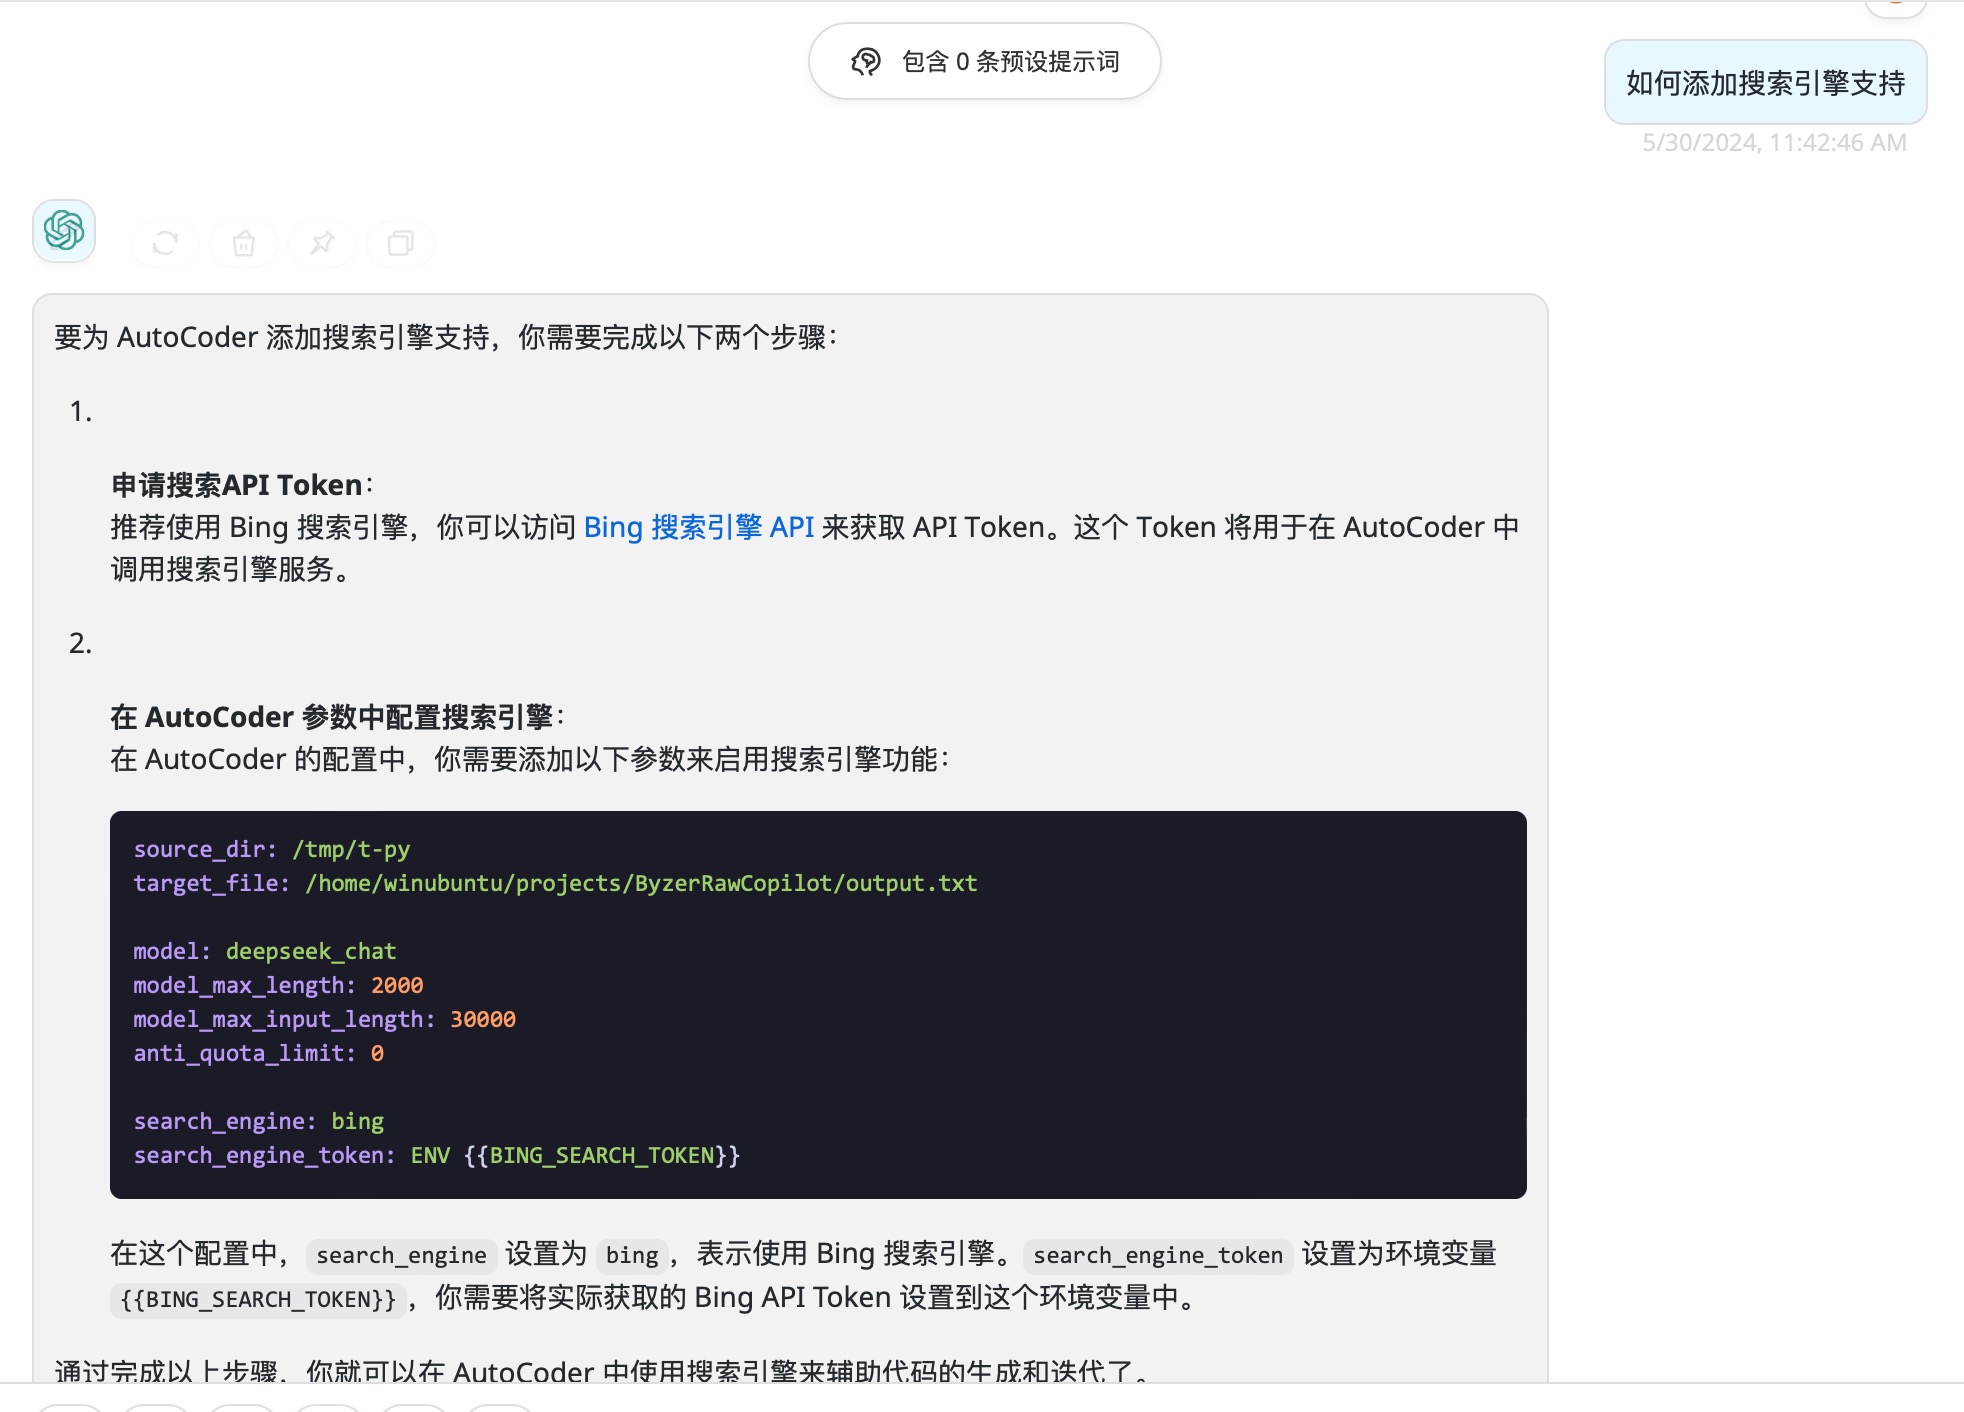 包含 0 条预设提示词
如何添加搜索引擎支持
5/30/2024, 11:42:46 AM
要为 AutoCoder 添加搜索引擎支持，你需要完成以下两个步骤：
1.
申请搜索API Token：
推荐使用 Bing 搜索引擎，你可以访问 Bing 搜索引擎 API 来获取 API Token。这个 Token 将用于在 AutoCoder 中
调用搜索引擎服务。
2.
在 AutoCoder 参数中配置搜索引擎：
在 AutoCoder 的配置中，你需要添加以下参数来启用搜索引擎功能：
source_dir: /tmp/t-py
target_file: /home/winubuntu/projects/ByzerRawCopilot/output.txt
model: deepseek_chat
model_max_length: 2000
model_max_input_length: 30000
anti_quota_limit: 0
search_engine: bing
search_engine_token: ENV {{BING_SEARCH_TOKEN}}
在这个配置中， search_engine 设置为 bing ，表示使用 Bing 搜索引擎。 search_engine_token 设置为环境变量
{{BING_SEARCH_TOKEN}} ，你需要将实际获取的 Bing API Token 设置到这个环境变量中。
通过完成以上步骤，你就可以在 AutoCoder 中使用搜索引擎来辅助代码的生成和迭代了。